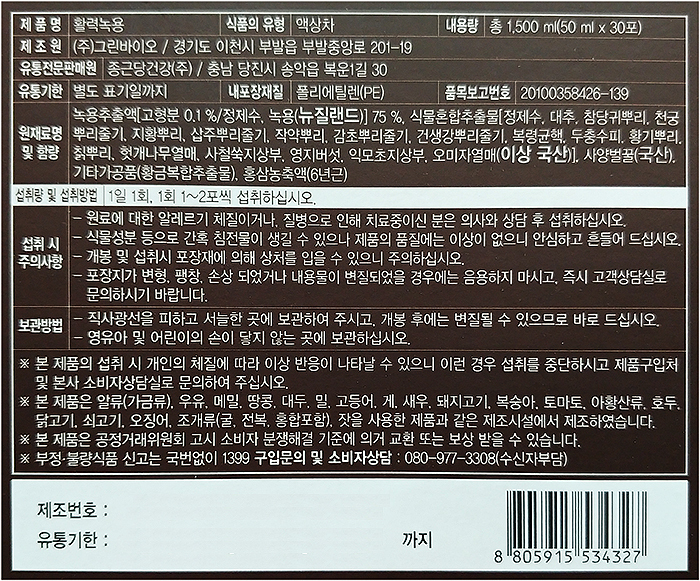 제 품 명 활력녹용 식품의 유형 액상차 내용량 총 1,500 ml(50 ml x 30포)
제 조 원 (주)그린바이오 / 경기도 이천시 부발읍 부발중앙로 201-19
유통전문판매원 종근당건강(주) / 충남 당진시 송악읍 복운1길 30
유통기한 별도 표기일까지 내포장재질 폴리에틸렌(PE) 품목보고번호 20100358426-139
원재료명 및 함량 녹용추출액[고형분 0.1 %/정제수, 녹용(뉴질랜드)] 75 %, 식물혼합추출물[정제수, 대추, 참당귀뿌리, 천궁
뿌리줄기, 지황뿌리, 삽주뿌리줄기, 작약뿌리, 감초뿌리줄기, 건생강뿌리줄기, 복령균핵, 두충수피, 황기뿌리,
칡뿌리, 헛개나무열매, 사철쑥지상부, 영지버섯, 익모초지상부, 오미자열매(이상 국산)], 사양벌꿀(국산),
기타가공품(황금복합추출물), 홍삼농축액(6년근)
섭취량 및 섭취방법 1일 1회, 1회 1~2포씩 섭취하십시오.
섭취 시 주의사항 - 원료에 대한 알레르기 체질이거나, 질병으로 인해 치료중이신 분은 의사와 상담 후 섭취하십시오.
- 식물성분 등으로 간혹 침전물이 생길 수 있으나 제품의 품질에는 이상이 없으니 안심하고 흔들어 드십시오.
- 개봉 및 섭취시 포장재에 의해 상처를 입을 수 있으니 주의하십시오.
- 포장지가 변형, 팽창, 손상 되었거나 내용물이 변질되었을 경우에는 음용하지 마시고, 즉시 고객상담실로
문의하시기 바랍니다.
보관방법 - 직사광선을 피하고 서늘한 곳에 보관하여 주시고, 개봉 후에는 변질될 수 있으므로 바로 드십시오.
- 영유아 및 어린이의 손이 닿지 않는 곳에 보관하십시오.
※ 본 제품의 섭취 시 개인의 체질에 따라 이상 반응이 나타날 수 있으니 이런 경우 섭취를 중단하시고 제품구입처
및 본사 소비자상담실로 문의하여 주십시오.
※ 본 제품은 알류(가금류), 우유, 메밀, 땅콩, 대두, 밀, 고등어, 게, 새우, 돼지고기, 복숭아, 토마토, 아황산류, 호두,
닭고기, 쇠고기, 오징어, 조개류(굴, 전복, 홍합포함), 잣을 사용한 제품과 같은 제조시설에서 제조하였습니다.
※ 본 제품은 공정거래위원회 고시 소비자 분쟁해결 기준에 의거 교환 또는 보상 받을 수 있습니다.
※ 부정·불량식품 신고는 국번없이 1399 구입문의 및 소비자상담 : 080-977-3308(수신자부담)
제조번호 :
유통기한 : 까지
8 805915 534327